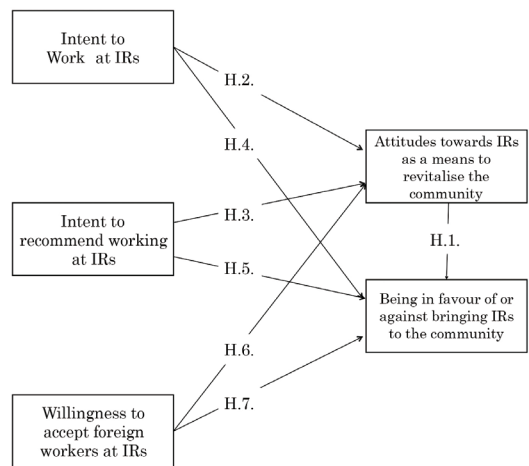 Intent to
Work at IRs
H.2.
H.4.
Attitudes towards IRs
as a means to
revitalise the
community
Intent to
recommend working
at IRs
H.3.
H.5.
H.1.
Being in favour of or
against bringing IRs
to the community
H.6.
H.7.
Willingness to
accept foreign
workers at IRs